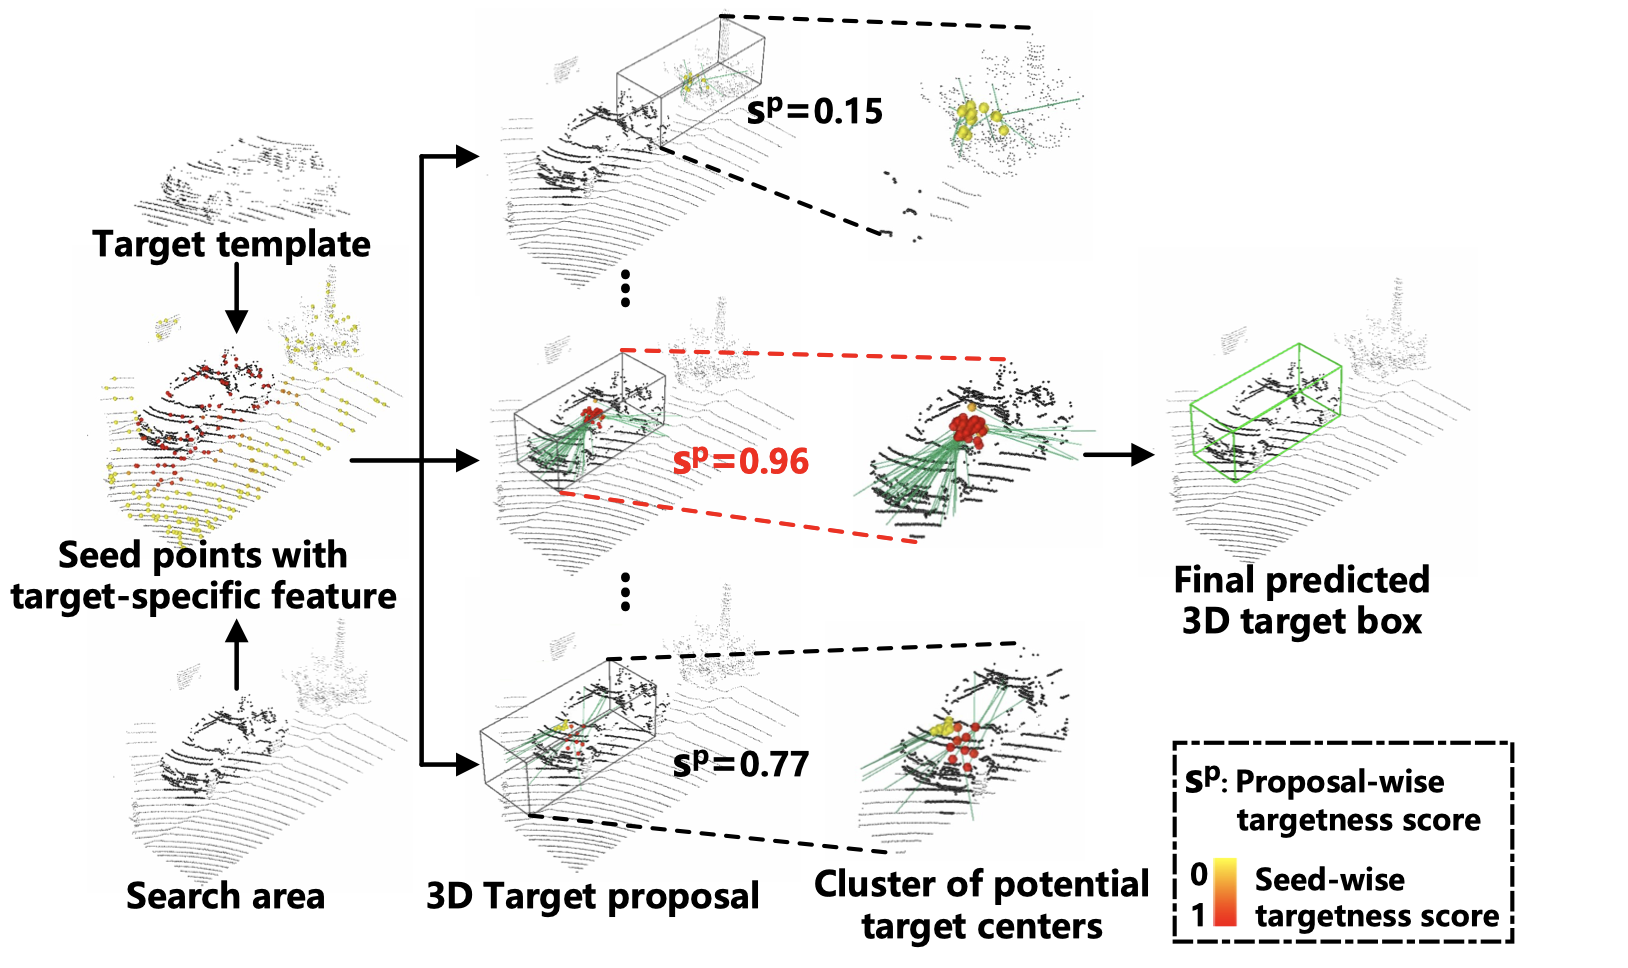 Target template
Seed points with
target-specific feature
Search area
sᵖ=0.15
sᵖ=0.96
sᵖ=0.77
3D Target proposal
Cluster of potential
target centers
Final predicted
3D target box
sᵖ: Proposal-wise
targetness score
0
1
Seed-wise
targetness score